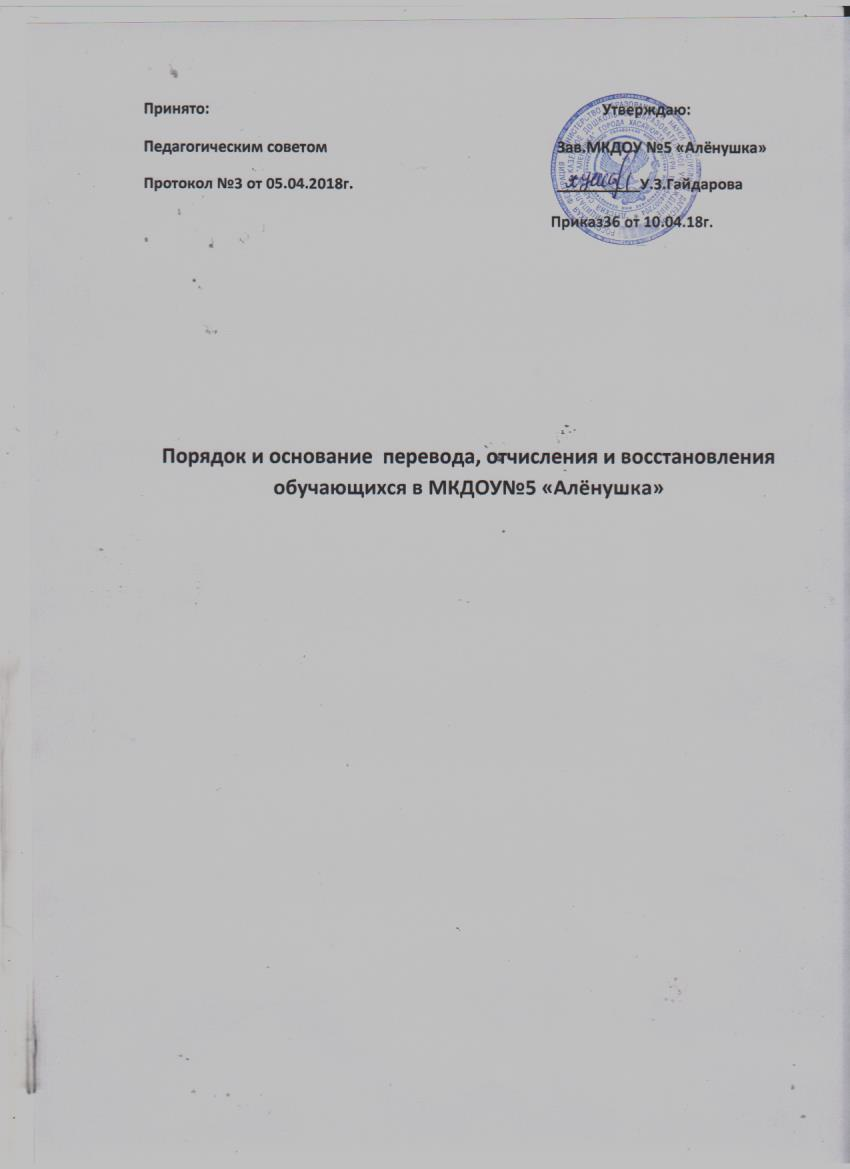 Принято:
Утверждаю:
Педагогическим советом
Зав.МКДОУ №5 «Алёнушка»
Протокол №3 от 05.04.2018г.
У.З.Гайдарова
Приказ36 от 10.04.18г.
Порядок и основание перевода, отчисления и восстановления
обучающихся в МКДОУ№5 «Алёнушка»